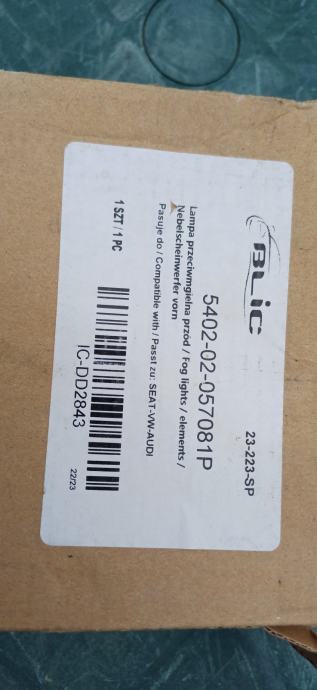 BLIC
23-223-SP
5402-02-057081P
Lampa przeciwmgielna przód / Fog lights / elements /
Nebelscheinwerfer vorn
Pasuje do / Compatible with / Passt zu: SEAT-VW-AUDI
1 SZT / 1 PC
!C-DD2843
22/23